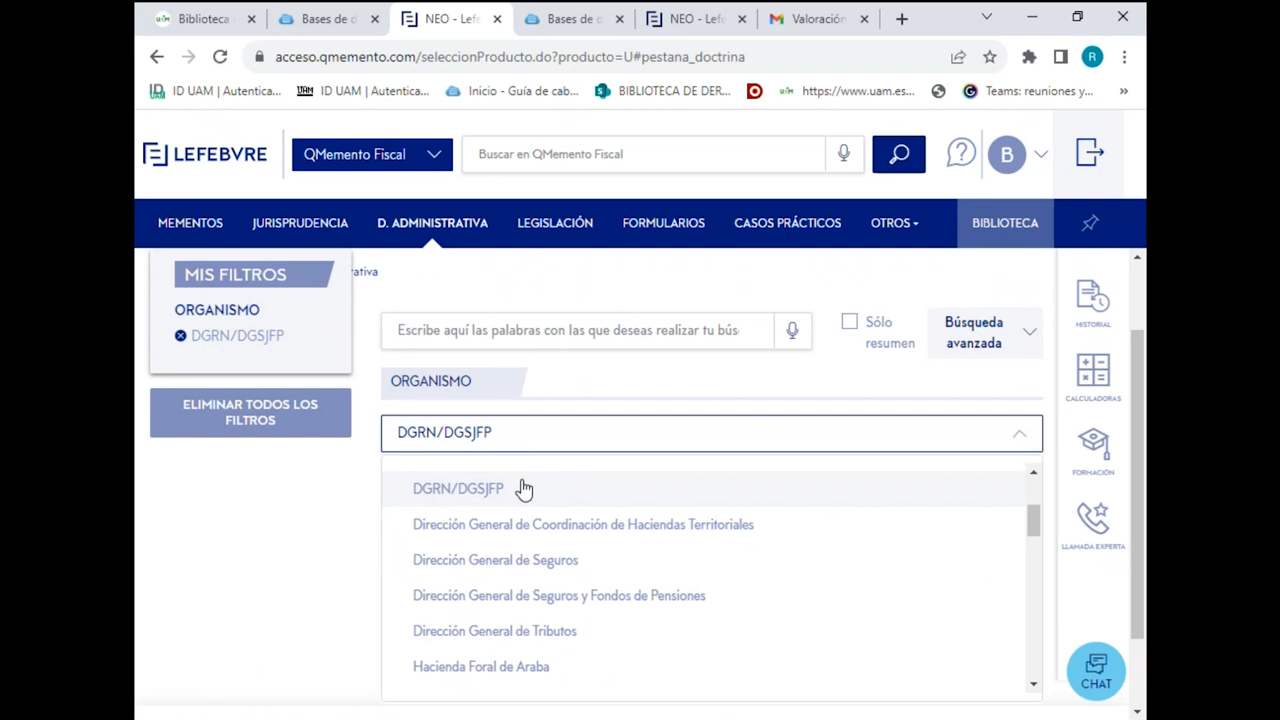 Biblioteca
Bases de d
NEO - Lefe
Bases de d
NEO - Lefe
Valoración
acceso.qmemento.com/seleccionProducto.do?producto=U#pestana_doctrina
R
ID UAM | Autentica...
UAM ID UAM | Autentica...
Inicio - Guía de cab...
BIBLIOTECA DE DER...
https://www.uam.es...
Teams: reuniones y...
»
LEFEBVRE
QMemento Fiscal
Buscar en QMemento Fiscal
B
MEMENTOS
JURISPRUDENCIA
D. ADMINISTRATIVA
LEGISLACIÓN
FORMULARIOS
CASOS PRÁCTICOS
OTROS
BIBLIOTECA
MIS FILTROS
rativa
ORGANISMO
DGRN/DGSJFP
ELIMINAR TODOS LOS
FILTROS
Escribe aquí las palabras con las que deseas realizar tu bús
Sólo
resumen
Búsqueda
avanzada
ORGANISMO
DGRN/DGSJFP
DGRN/DGSJFP
Dirección General de Coordinación de Haciendas Territoriales
Dirección General de Seguros
Dirección General de Seguros y Fondos de Pensiones
Dirección General de Tributos
Hacienda Foral de Araba
HISTORIAL
CALCULADORAS
FORMACIÓN
LLAMADA EXPERTA
CHAT